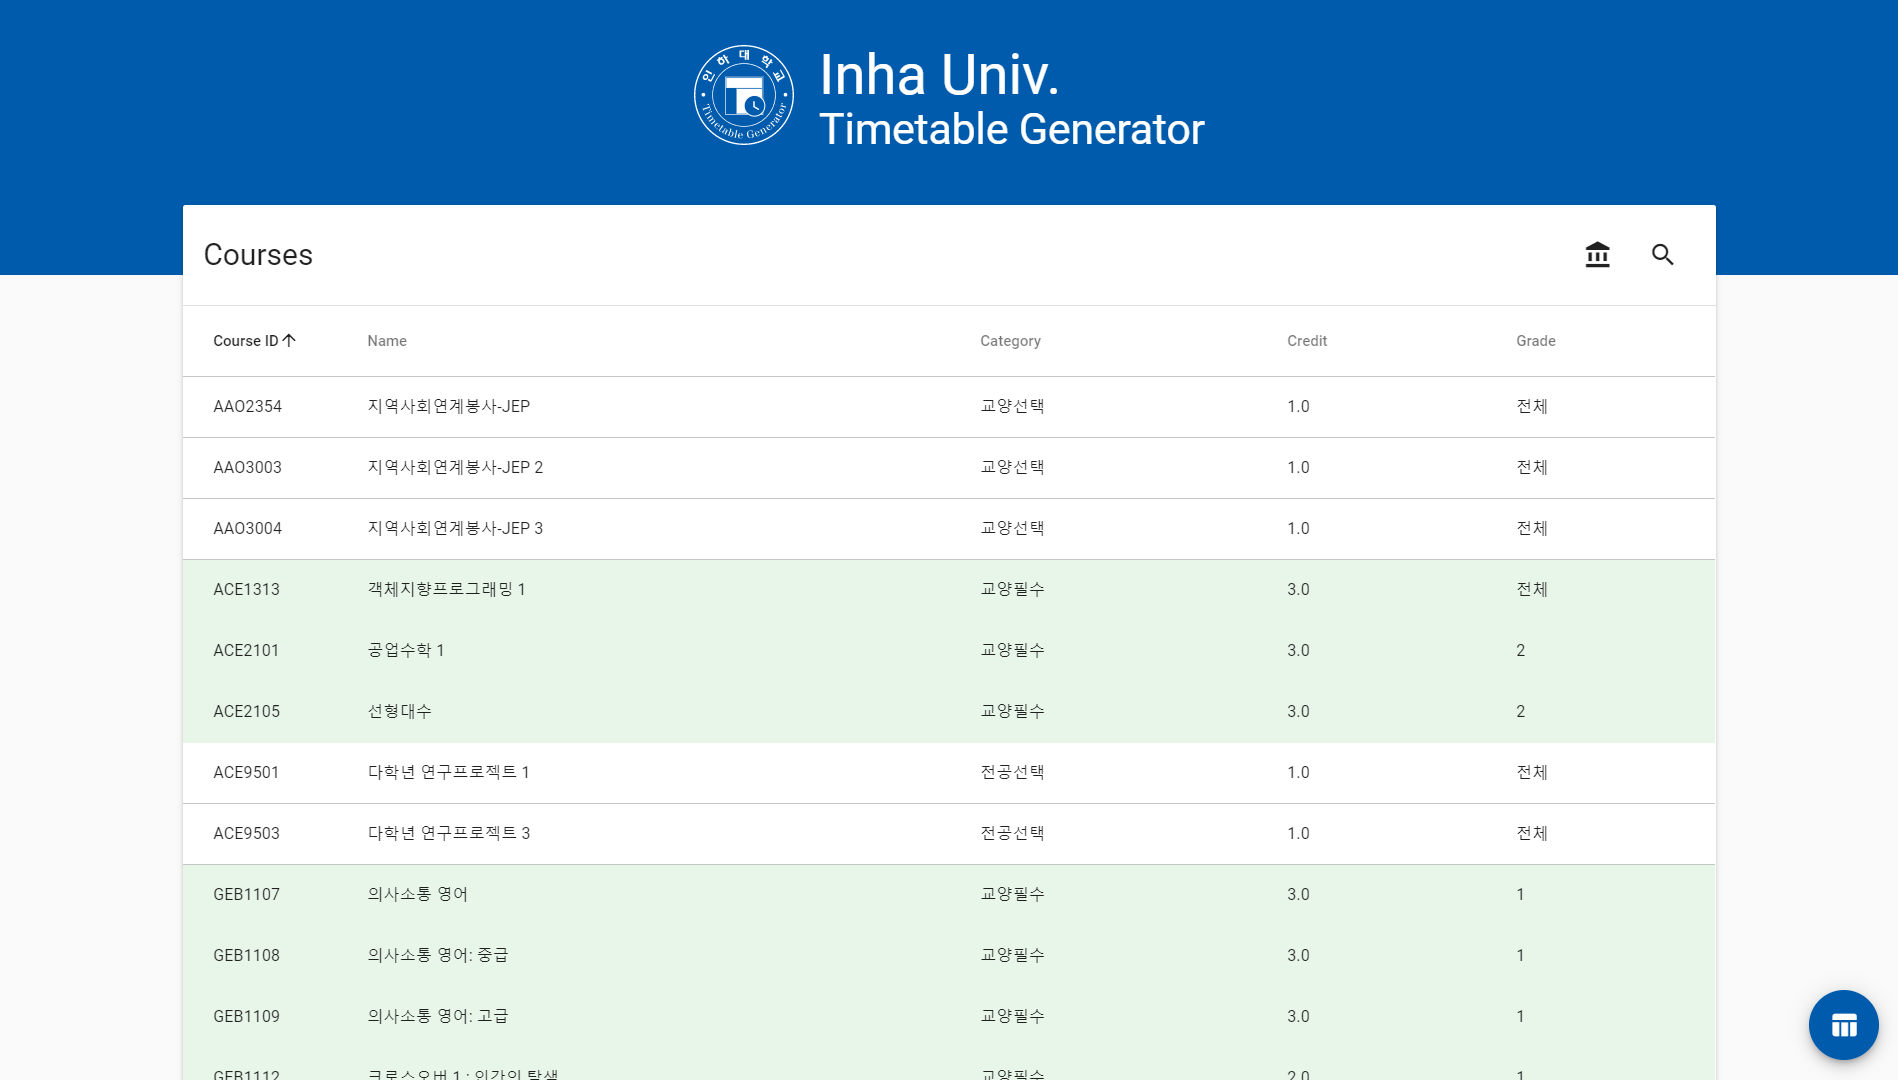 인하대학교
Timetable Generator
Inha Univ.
Timetable Generator
Courses
Course ID Name Category Credit Grade
AAO2354 지역사회연계봉사-JEP 교양선택 1.0 전체
AAO3003 지역사회연계봉사-JEP 2 교양선택 1.0 전체
AAO3004 지역사회연계봉사-JEP 3 교양선택 1.0 전체
ACE1313 객체지향프로그래밍 1 교양필수 3.0 전체
ACE2101 공업수학 1 교양필수 3.0 2
ACE2105 선형대수 교양필수 3.0 2
ACE9501 다학년 연구프로젝트 1 전공선택 1.0 전체
ACE9503 다학년 연구프로젝트 3 전공선택 1.0 전체
GEB1107 의사소통 영어 교양필수 3.0 1
GEB1108 의사소통 영어: 중급 교양필수 3.0 1
GEB1109 의사소통 영어: 고급 교양필수 3.0 1
GEB1112 크로스오버 1 : 인간의 탐색 교양필수 2.0 1